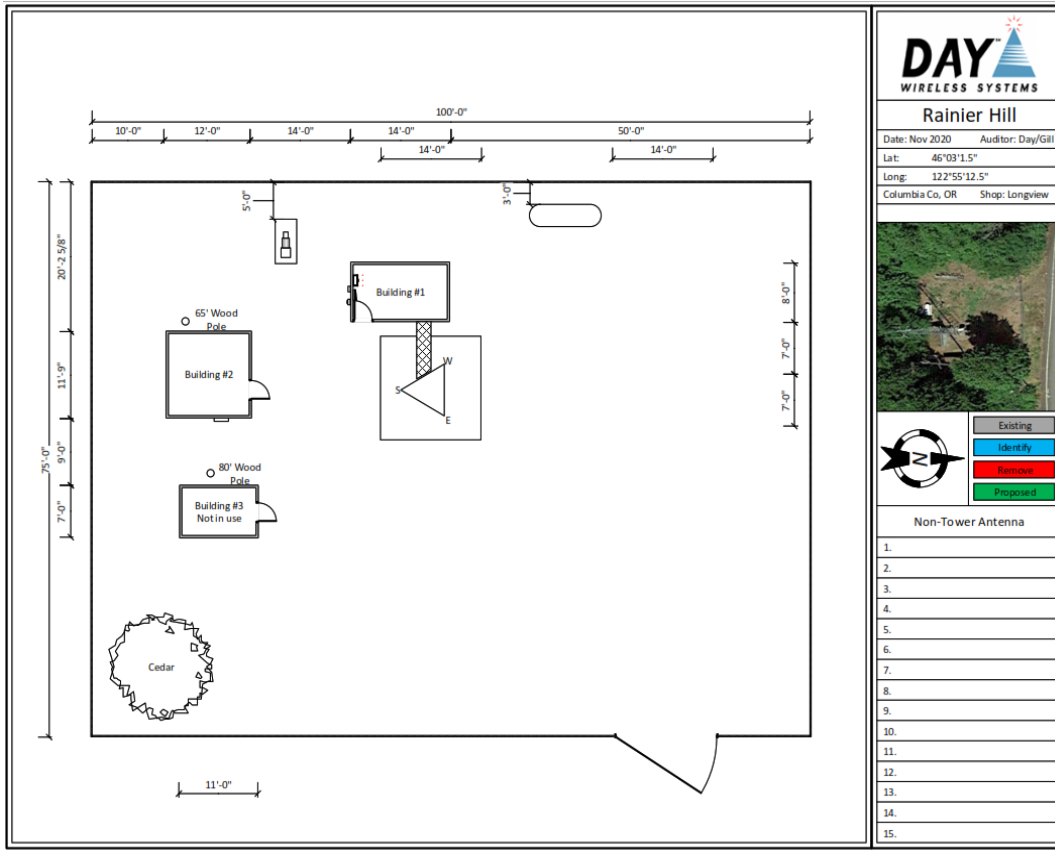 100'-0"
10'-0" 12'-0" 14'-0" 14'-0" 50'-0"
14'-0" 14'-0"
5'-0"
3'-0"
20'-2 5/8"
Building #1
8'-0"
65' Wood
Pole
7'-0"
W
Building #2
11'-9"
S
7'-0"
E
75'-0"
9'-0"
80' Wood
Pole
Building #3
Not in use
7'-0"
Cedar
11'-0"
DAY™
WIRELESS SYSTEMS
Rainier Hill
Date: Nov 2020 Auditor: Day/Gill
Lat: 46°03'1.5"
Long: 122°55'12.5"
Columbia Co, OR Shop: Longview
N
Existing
Identify
Remove
Proposed
Non-Tower Antenna
1.
2.
3.
4.
5.
6.
7.
8.
9.
10.
11.
12.
13.
14.
15.